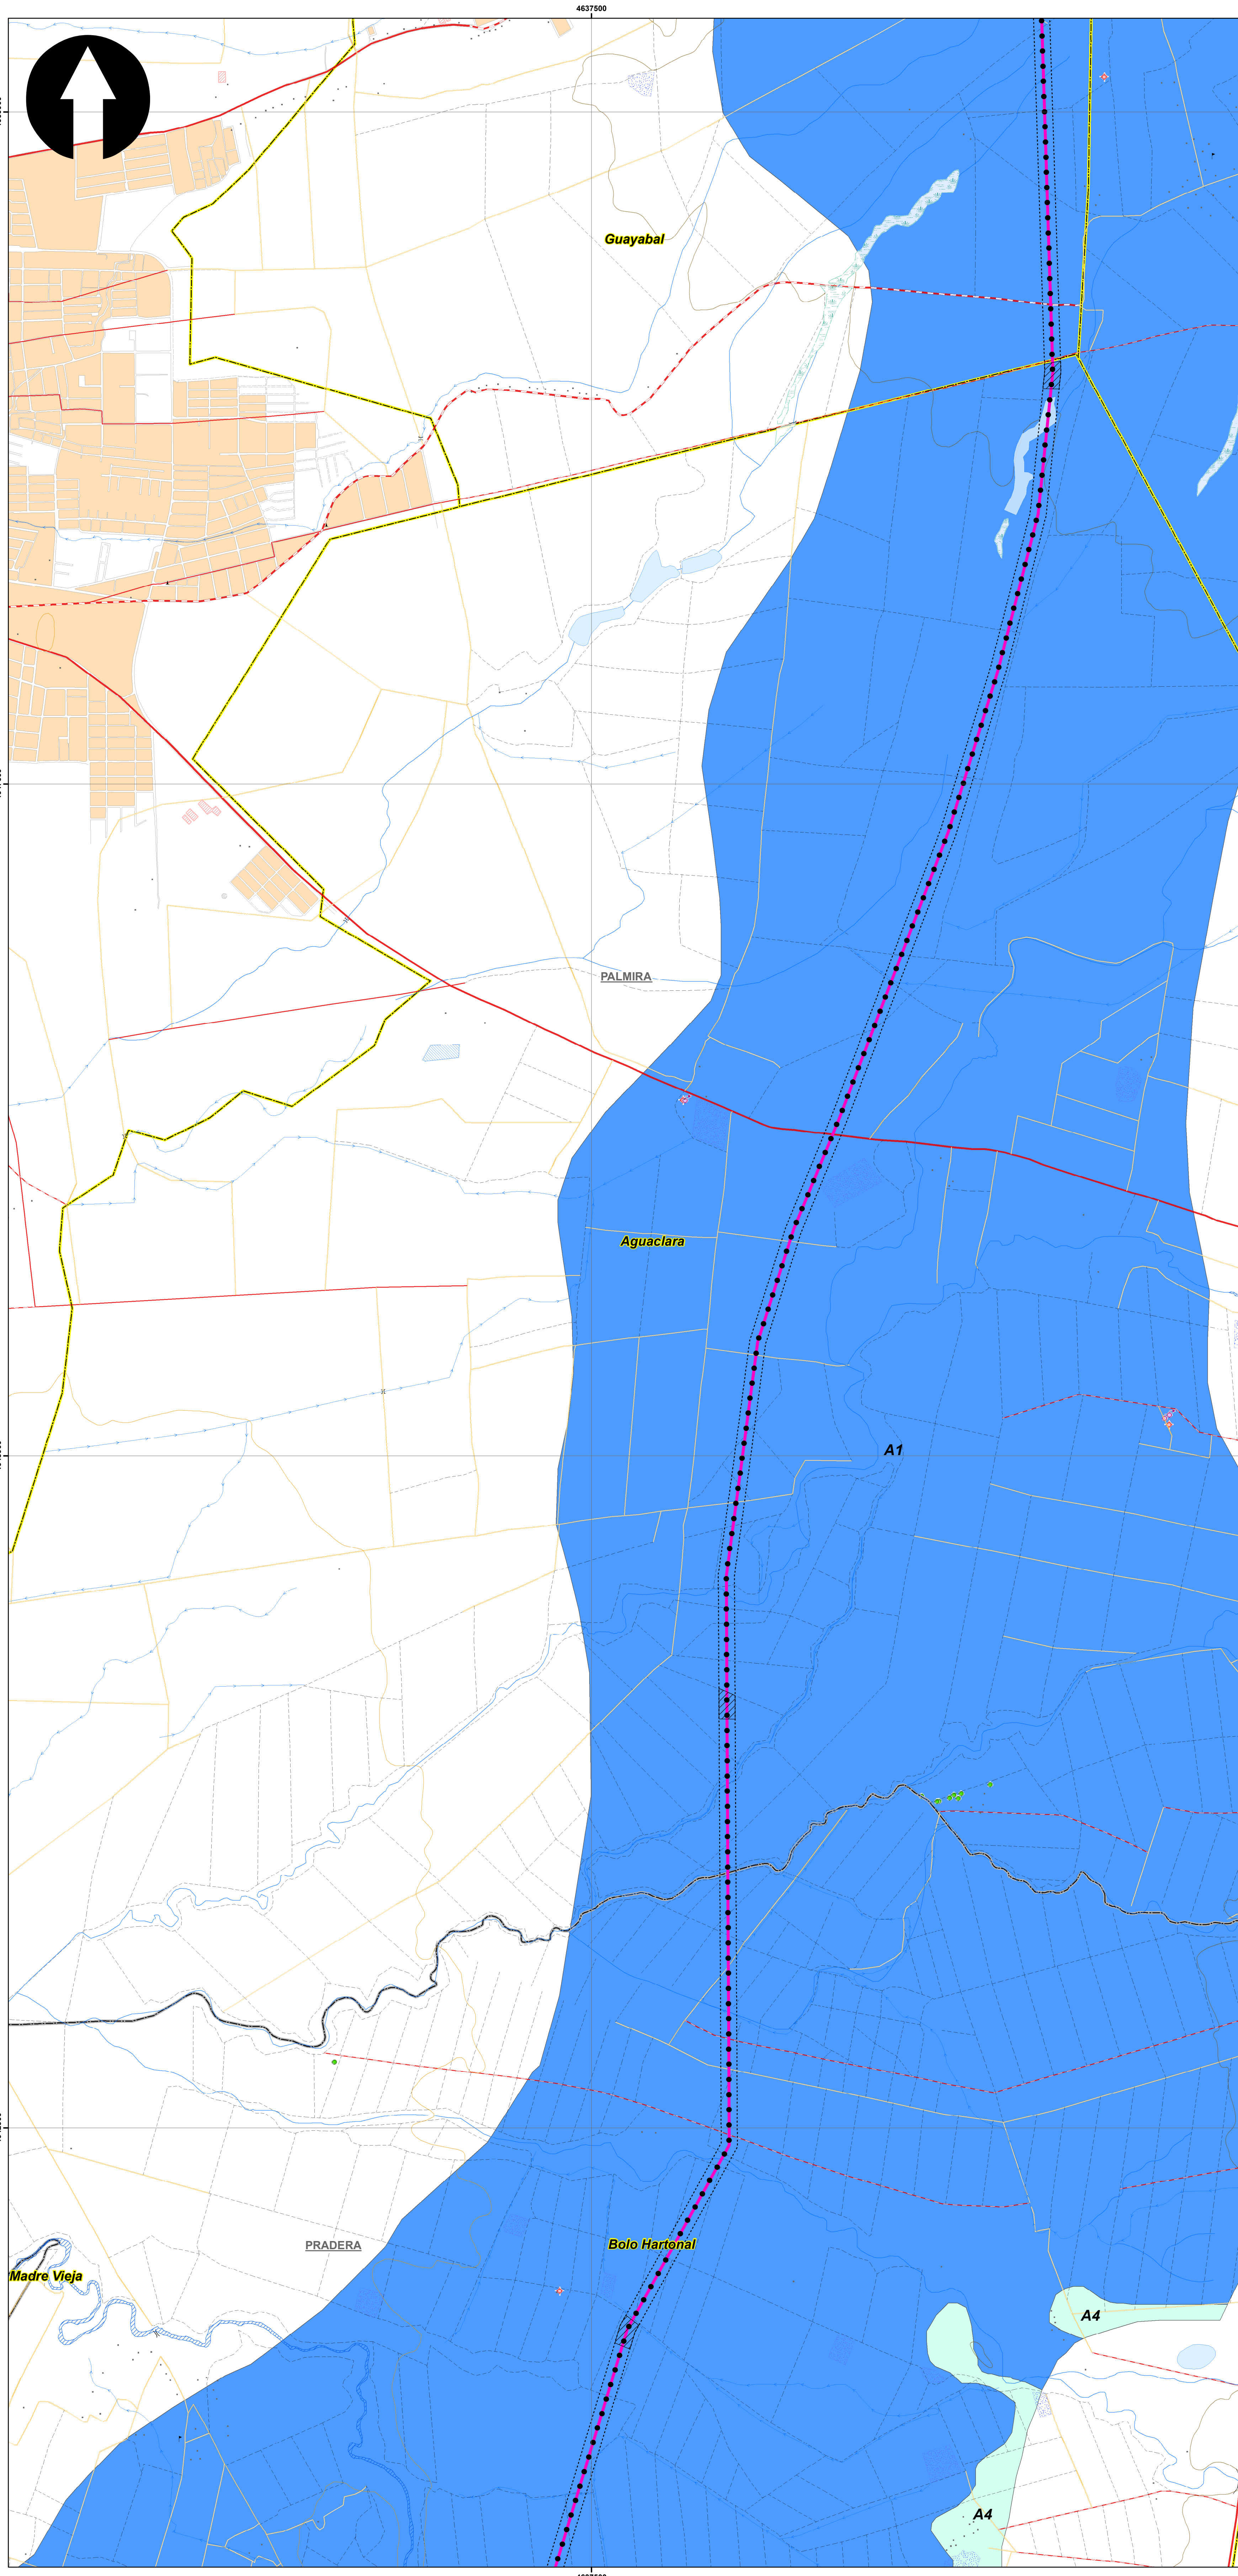 4637500
Guayabal
PALMIRA
Aguaclara
A1
PRADERA
Bolo Hartonal
Madre Vieja
A4
A4